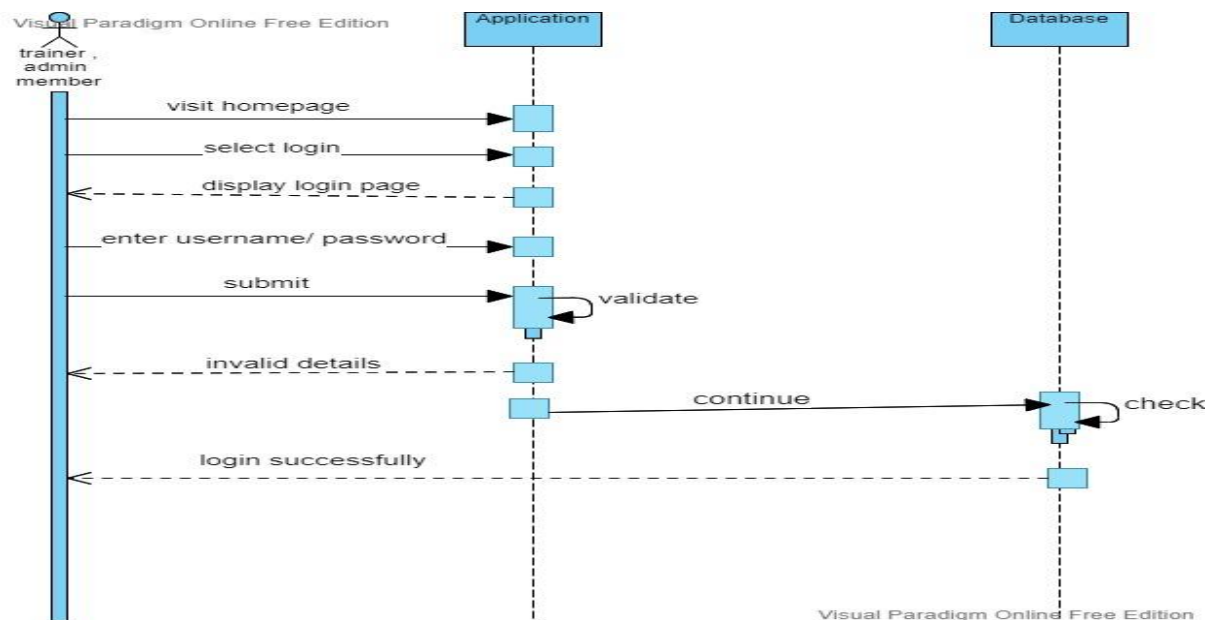 Visual Paradigm Online Free Edition
Application
Database
trainer ,
admin
member
visit homepage
select login
display login page
enter username/ password
submit
validate
invalid details
continue
check
login successfully
Visual Paradigm Online Free Edition